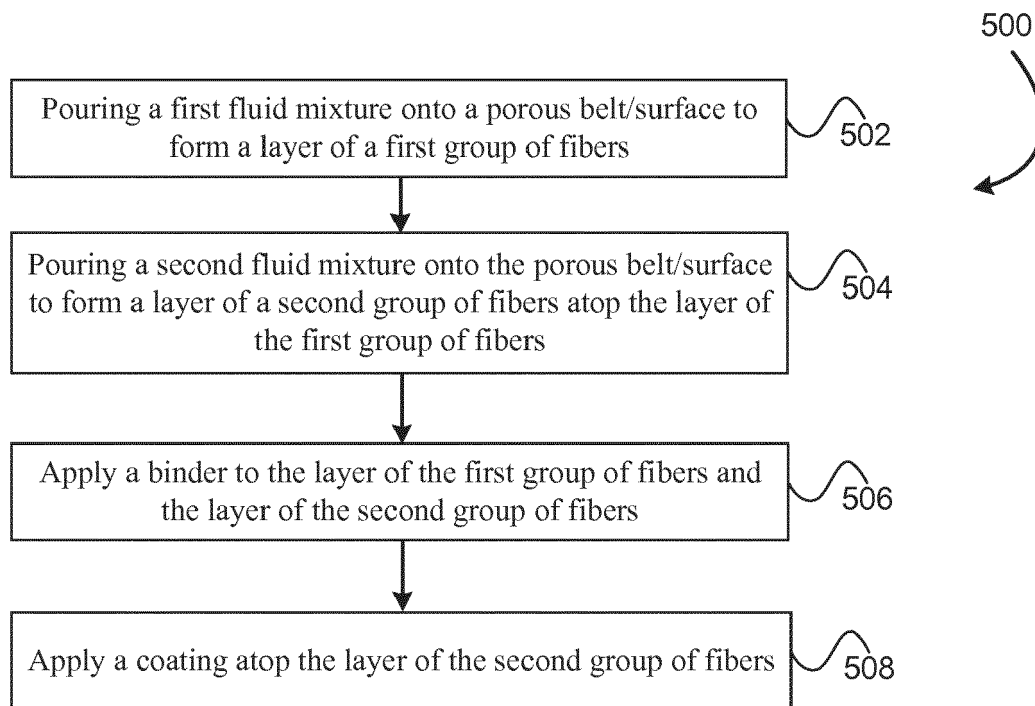 500
Pouring a first fluid mixture onto a porous belt/surface to
form a layer of a first group of fibers
502
Pouring a second fluid mixture onto the porous belt/surface
to form a layer of a second group of fibers atop the layer of
the first group of fibers
504
Apply a binder to the layer of the first group of fibers and
the layer of the second group of fibers
506
Apply a coating atop the layer of the second group of fibers
508